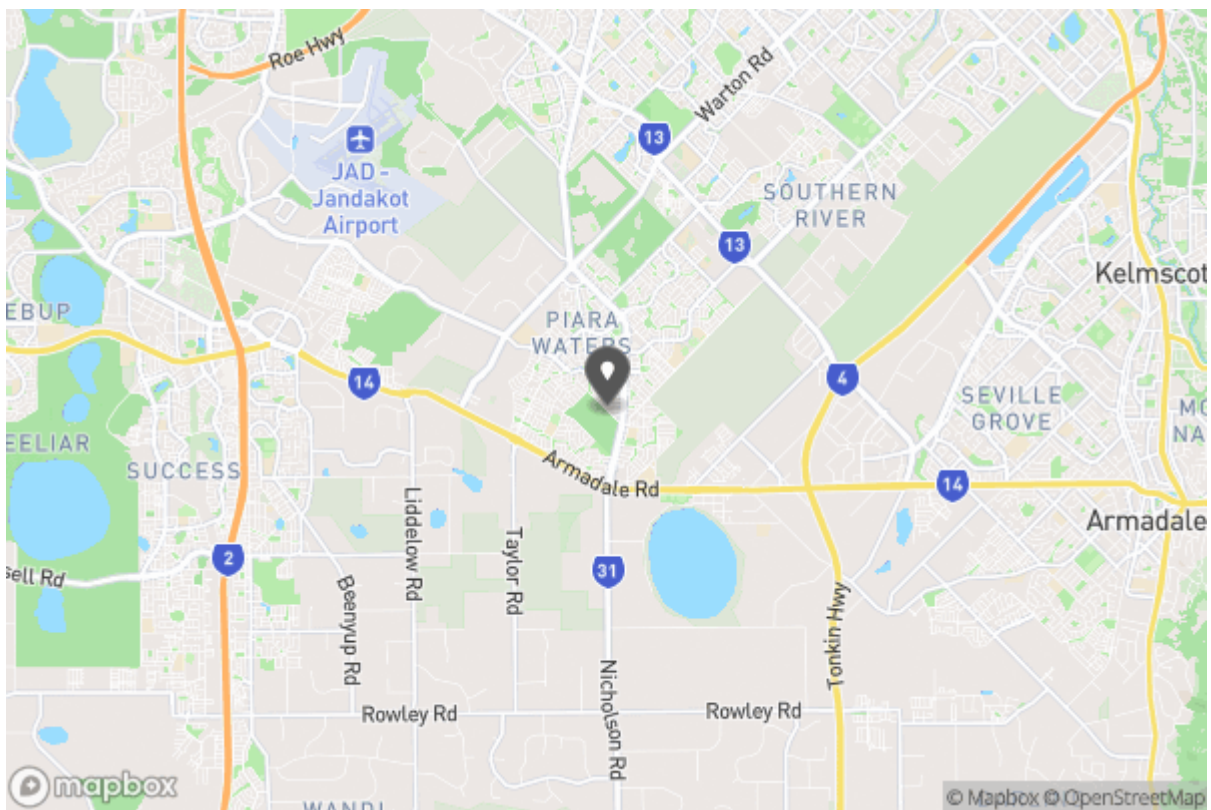 Roe Hwy
Warton Rd
13
JAD -
Jandakot
Airport
SOUTHERN
RIVER
13
Kelmscot
EBUP
PIARA
WATERS
14
4
SEVILLE
GROVE
MO
NA
EELIAR
SUCCESS
Armadale Rd
14
Armadale
Liddelow Rd
Taylor Rd
2
31
sell Rd
Beenyup Rd
Tonkin Hwy
Nicholson Rd
Rowley Rd
Rowley Rd
mapbox
WANDI
© Mapbox © OpenStreetMap